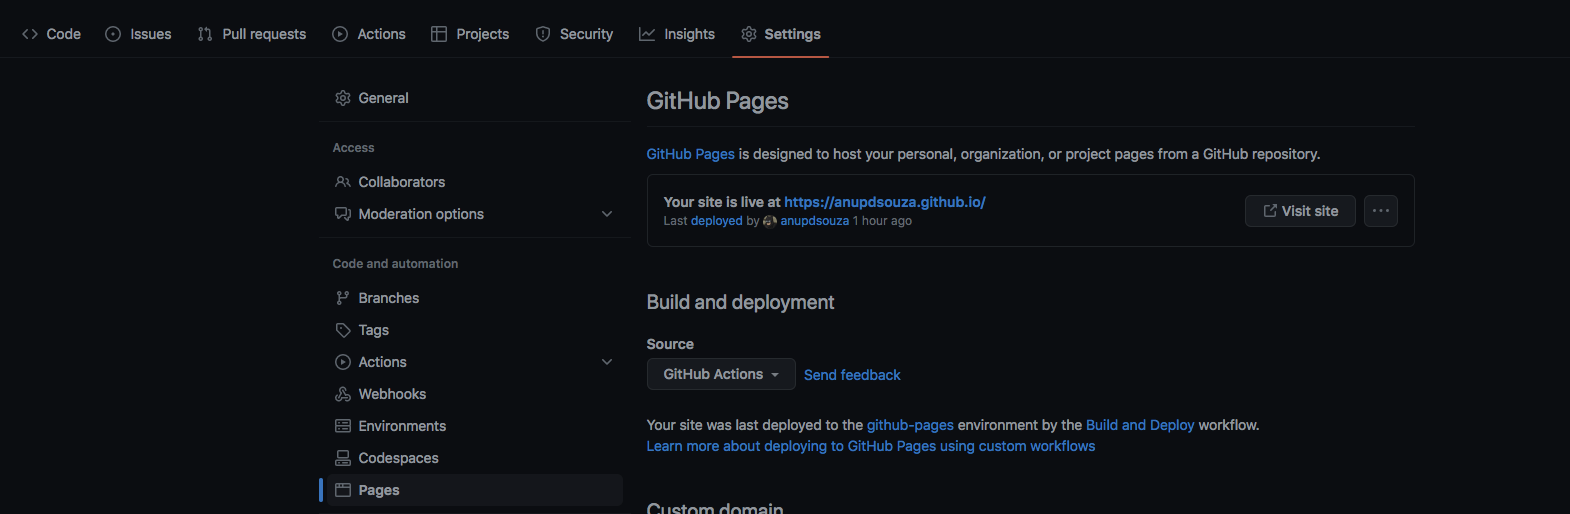 Code Issues Pull requests Actions Projects Security Insights Settings
General
Access
Collaborators
Moderation options
Code and automation
Branches
Tags
Actions
Webhooks
Environments
Codespaces
Pages
GitHub Pages
GitHub Pages is designed to host your personal, organization, or project pages from a GitHub repository.
Your site is live at https://anupdsouza.github.io/
Last deployed by anupdsouza 1 hour ago
Visit site
Build and deployment
Source
GitHub Actions Send feedback
Your site was last deployed to the github-pages environment by the Build and Deploy workflow.
Learn more about deploying to GitHub Pages using custom workflows
Custom domain